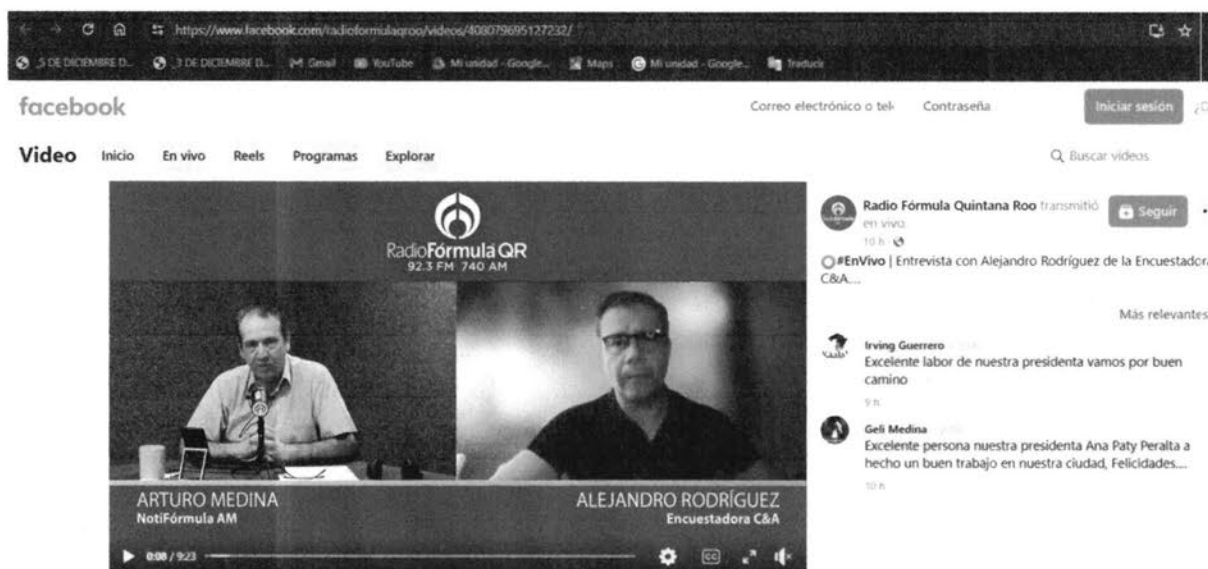 https://www.facebook.com/radioformulaqroo/videos/408079695127232/
_5 DE DICIEMBRE D... _3 DE DICIEMBRE D... Gmail YouTube Mi unidad - Google... Maps Mi unidad - Google... Traducir
facebook Correo electrónico o tel Contraseña Iniciar sesión
Video Inicio En vivo Reels Programas Explorar Buscar videos
RadioFórmula QR
92.3 FM 740 AM
ARTURO MEDINA
NotiFórmula AM
ALEJANDRO RODRÍGUEZ
Encuestadora C&A
0:08 / 9:23
CC
Radio Fórmula Quintana Roo transmitió
en vivo.
Seguir
10 h
#EnVivo | Entrevista con Alejandro Rodríguez de la Encuestadora
C&A....
Más relevantes
Irving Guerrero
Excelente labor de nuestra presidenta vamos por buen
camino
9 h
Geli Medina
Excelente persona nuestra presidenta Ana Paty Peralta a
hecho un buen trabajo en nuestra ciudad, Felicidades....
10 h